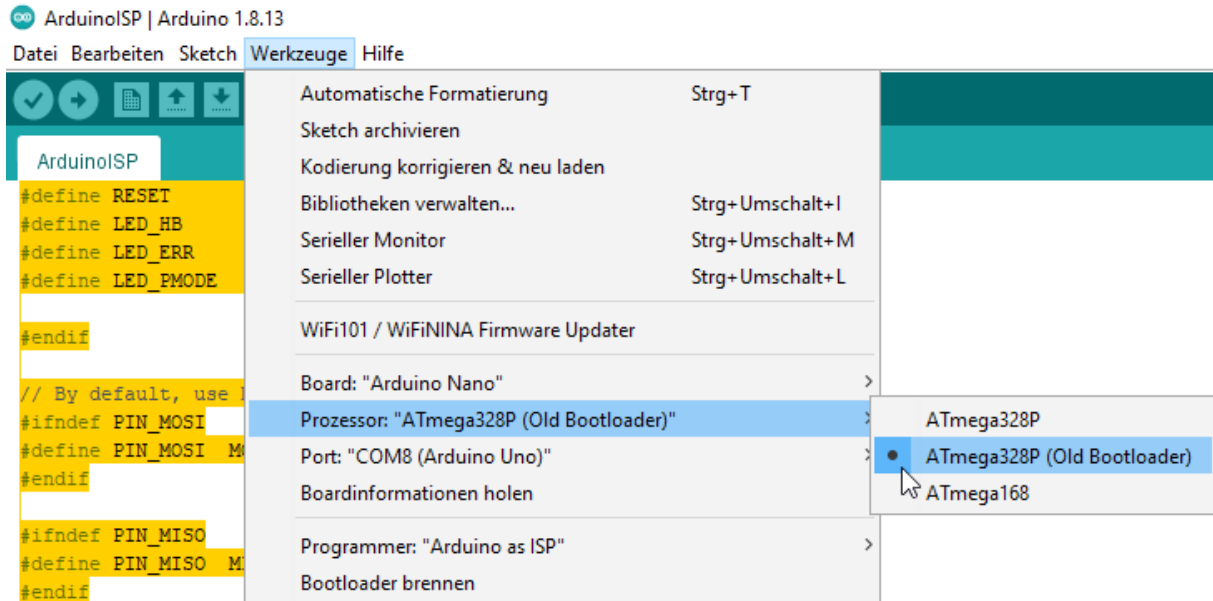 ArduinoISP | Arduino 1.8.13
Datei Bearbeiten Sketch Werkzeuge Hilfe
ArduinoISP
#define RESET
#define LED_HB
#define LED_ERR
#define LED_PMODE
#endif
// By default, use
#ifndef PIN_MOSI
#define PIN_MOSI
#endif
#ifndef PIN_MISO
#define PIN_MISO
#endif
Automatische Formatierung Strg+T
Sketch archivieren
Kodierung korrigieren & neu laden
Bibliotheken verwalten... Strg+Umschalt+I
Serieller Monitor Strg+Umschalt+M
Serieller Plotter Strg+Umschalt+L
WiFi101 / WiFiNINA Firmware Updater
Board: "Arduino Nano"
Prozessor: "ATmega328P (Old Bootloader)"
Port: "COM8 (Arduino Uno)"
Boardinformationen holen
Programmer: "Arduino as ISP"
Bootloader brennen
ATmega328P
ATmega328P (Old Bootloader)
ATmega168